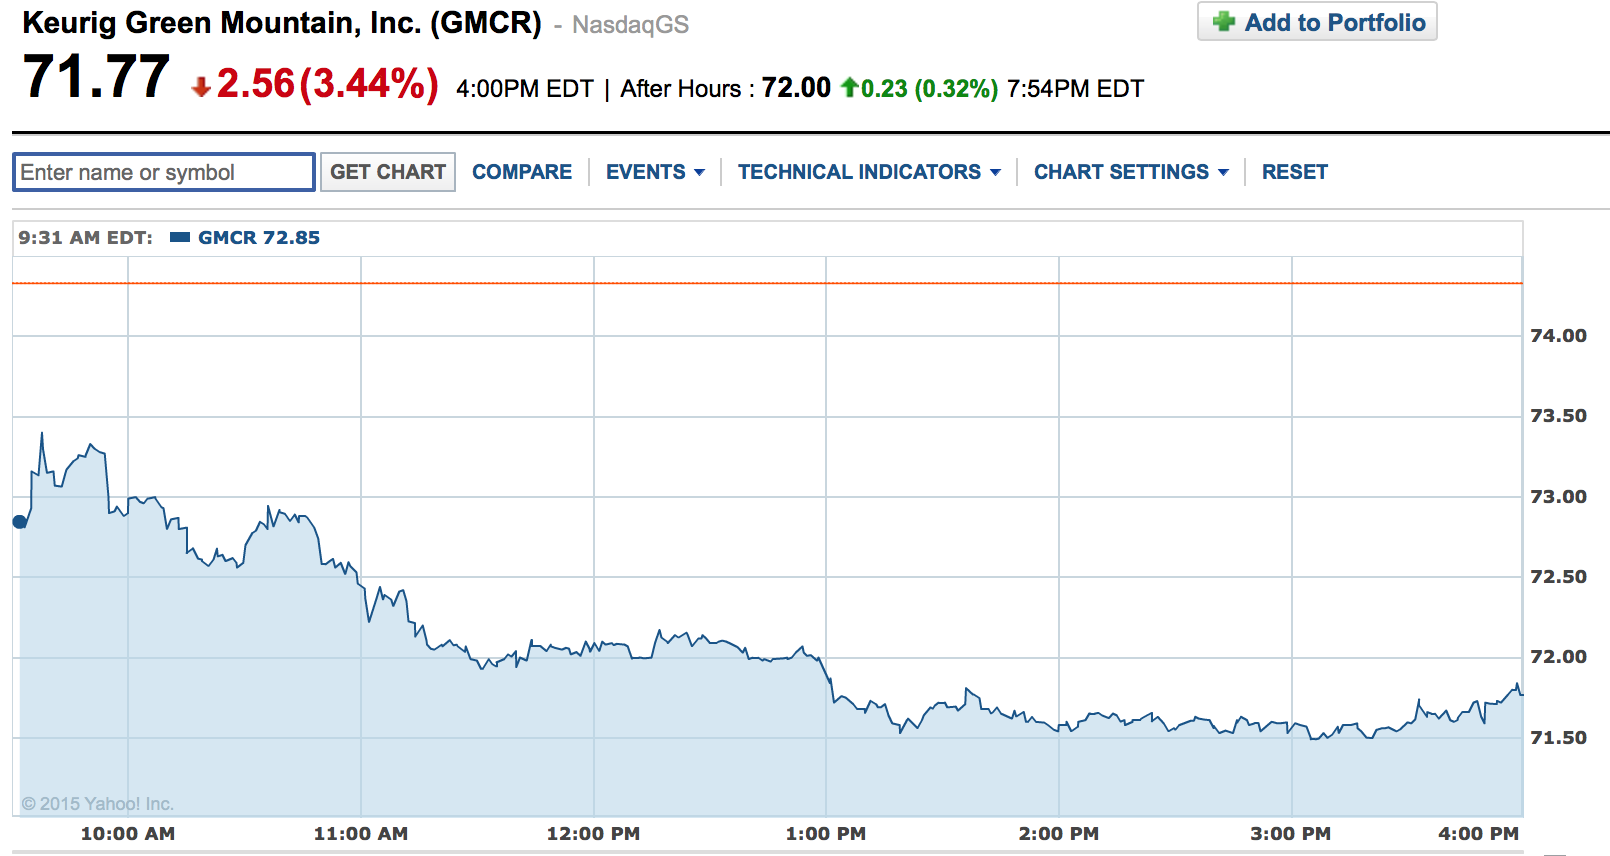 Keurig Green Mountain, Inc. (GMCR) - NasdaqGS
Add to Portfolio
71.77 2.56(3.44%) 4:00PM EDT | After Hours : 72.00 0.23 (0.32%) 7:54PM EDT
Enter name or symbol GET CHART COMPARE EVENTS TECHNICAL INDICATORS CHART SETTINGS RESET
9:31 AM EDT: GMCR 72.85
74.00
73.50
73.00
72.50
72.00
71.50
© 2015 Yahoo! Inc.
10:00 AM 11:00 AM 12:00 PM 1:00 PM 2:00 PM 3:00 PM 4:00 PM